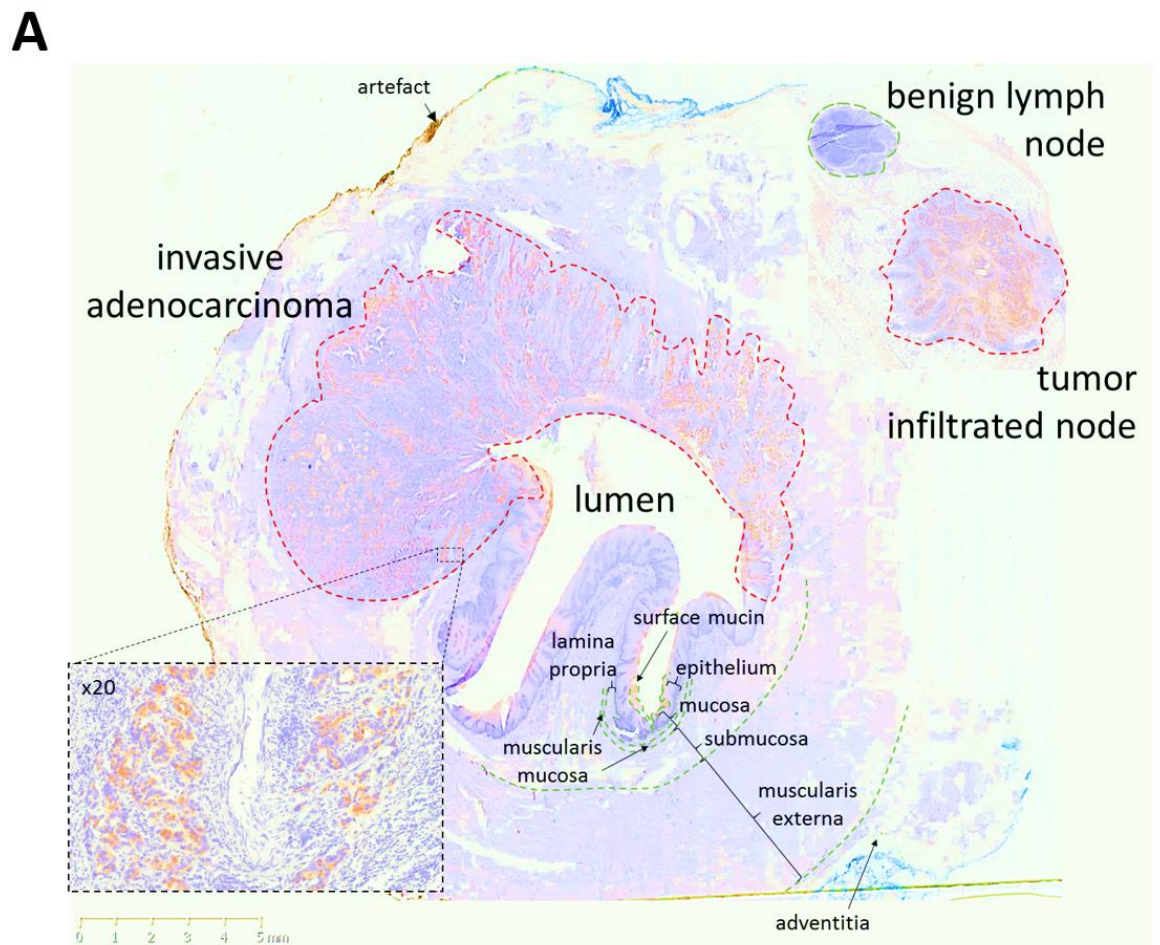 A
artefact
benign lymph
node
invasive
adenocarcinoma
tumor
infiltrated node
lumen
surface mucin
lamina
propria
epithelium
mucosa
submucosa
muscularis
mucosa
muscularis
externa
adventitia
x20
0 1 2 3 4 5 mm